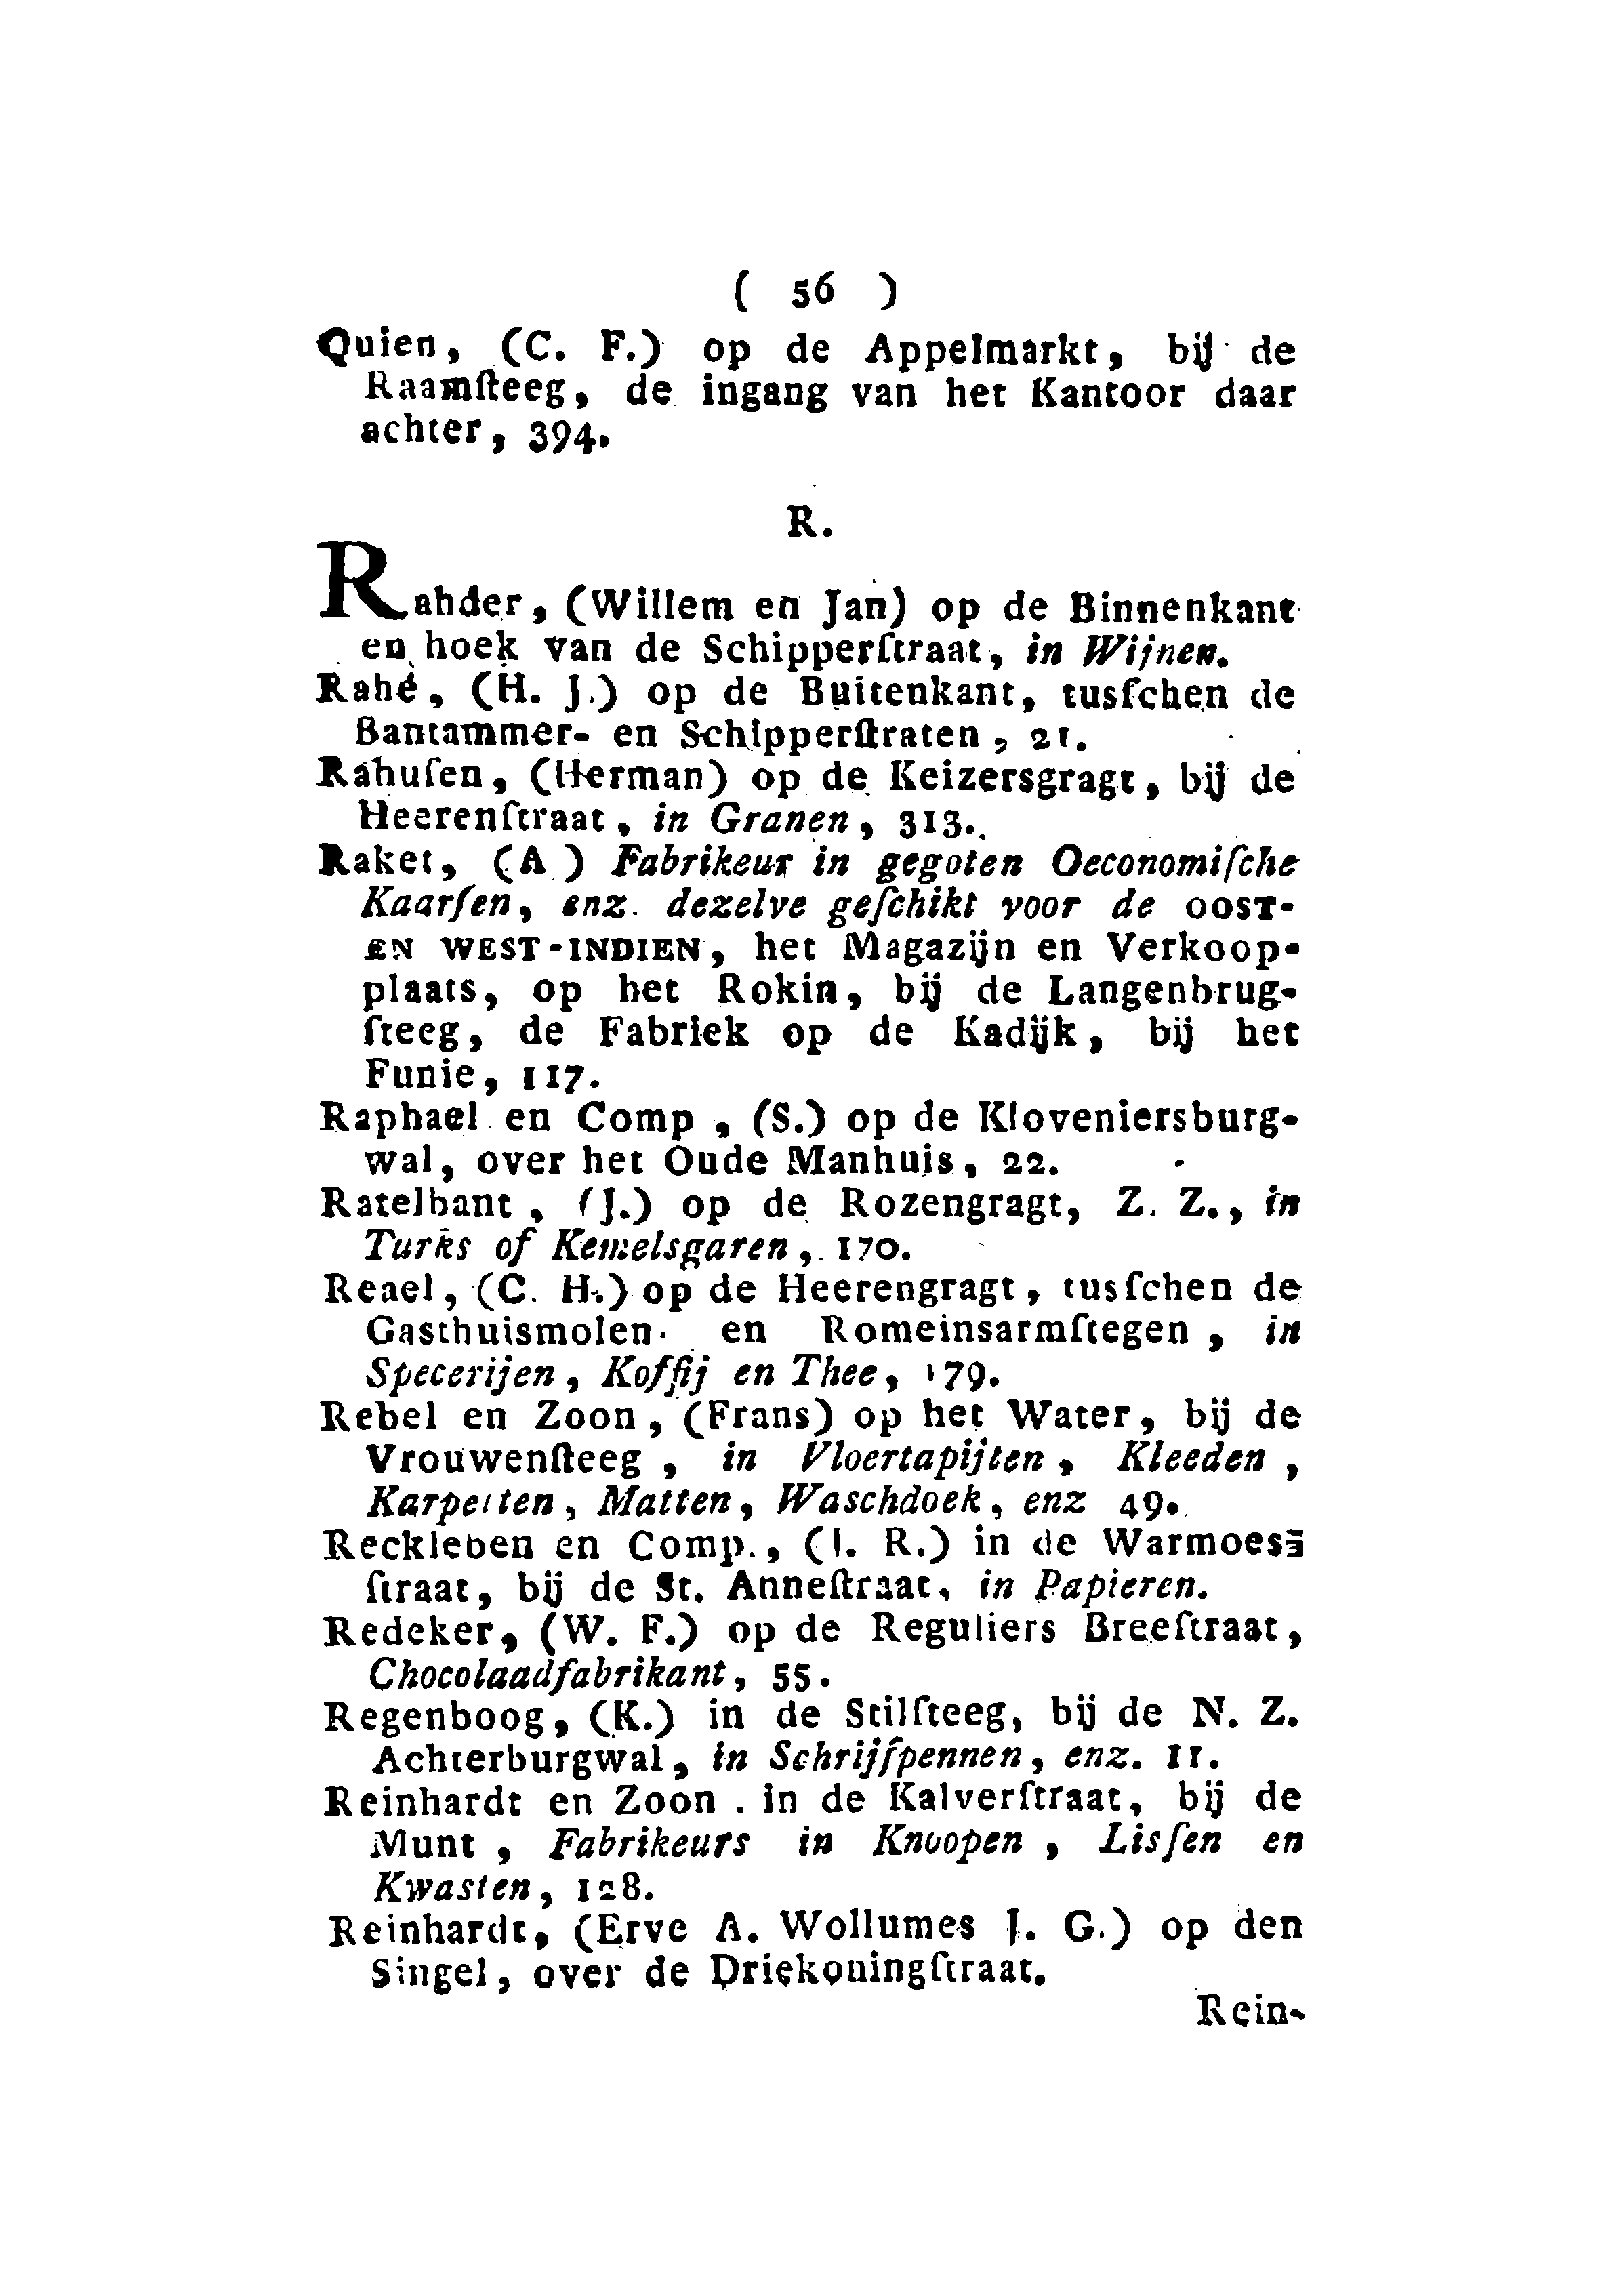 ( 56 )
Quien, (C. F.) op de Appelmarkt, bij de
Raamſteeg, de ingang van het Kantoor daar
achter, 394.
R.
Rahder, (Willem en Jan) op de Binnenkant
en hoek van de Schipperſtraat, in Wijnen.
Rahé, (H. J.) op de Buitenkant, tusſchen de
Bantammer- en Schipperſtraten, 21.
Rahuſen, (Herman) op de Keizersgragt, bij de
Heerenſtraat, in Granen, 313.
Raket, (A ) Fabrikeur in gegoten Oeconomiſche
Kaarſen, enz. dezelve geſchikt voor de OOST-
EN WEST-INDIEN, het Magazijn en Verkoop-
plaats, op het Rokin, bij de Langenbrug-
ſteeg, de Fabriek op de Kadijk, bij het
Funie, 117.
Raphael en Comp , (S.) op de Kloveniersburg-
wal, over het Oude Manhuis, 22.
Ratelbant, (J.) op de Rozengragt, Z. Z., in
Turks of Kemelsgaren, 170.
Reael, (C. H.) op de Heerengragt, tusſchen de
Gasthuismolen- en Romeinsarmſtegen, in
Specerijen, Koffij en Thee, 179.
Rebel en Zoon, (Frans) op het Water, bij de
Vrouwenſteeg, in Vloertapijten, Kleeden,
Karpetten, Matten, Waschdoek, enz 49.
Reckleben en Comp., (I. R.) in de Warmoes-
ſtraat, bij de St. Anneſtraat, in Papieren.
Redeker, (W. F.) op de Reguliers Breeſtraat,
Chocolaadfabrikant, 55.
Regenboog, (K.) in de Stilſteeg, bij de N. Z.
Achterburgwal, in Schrijfpennen, enz. 11.
Reinhardt en Zoon . in de Kalverſtraat, bij de
Munt, Fabrikeurs in Knoopen, Lisſen en
Kwasten, 128.
Reinhardt, (Erve A. Wollumes J. G.) op den
Singel, over de Driekoningſtraat.
Rein-